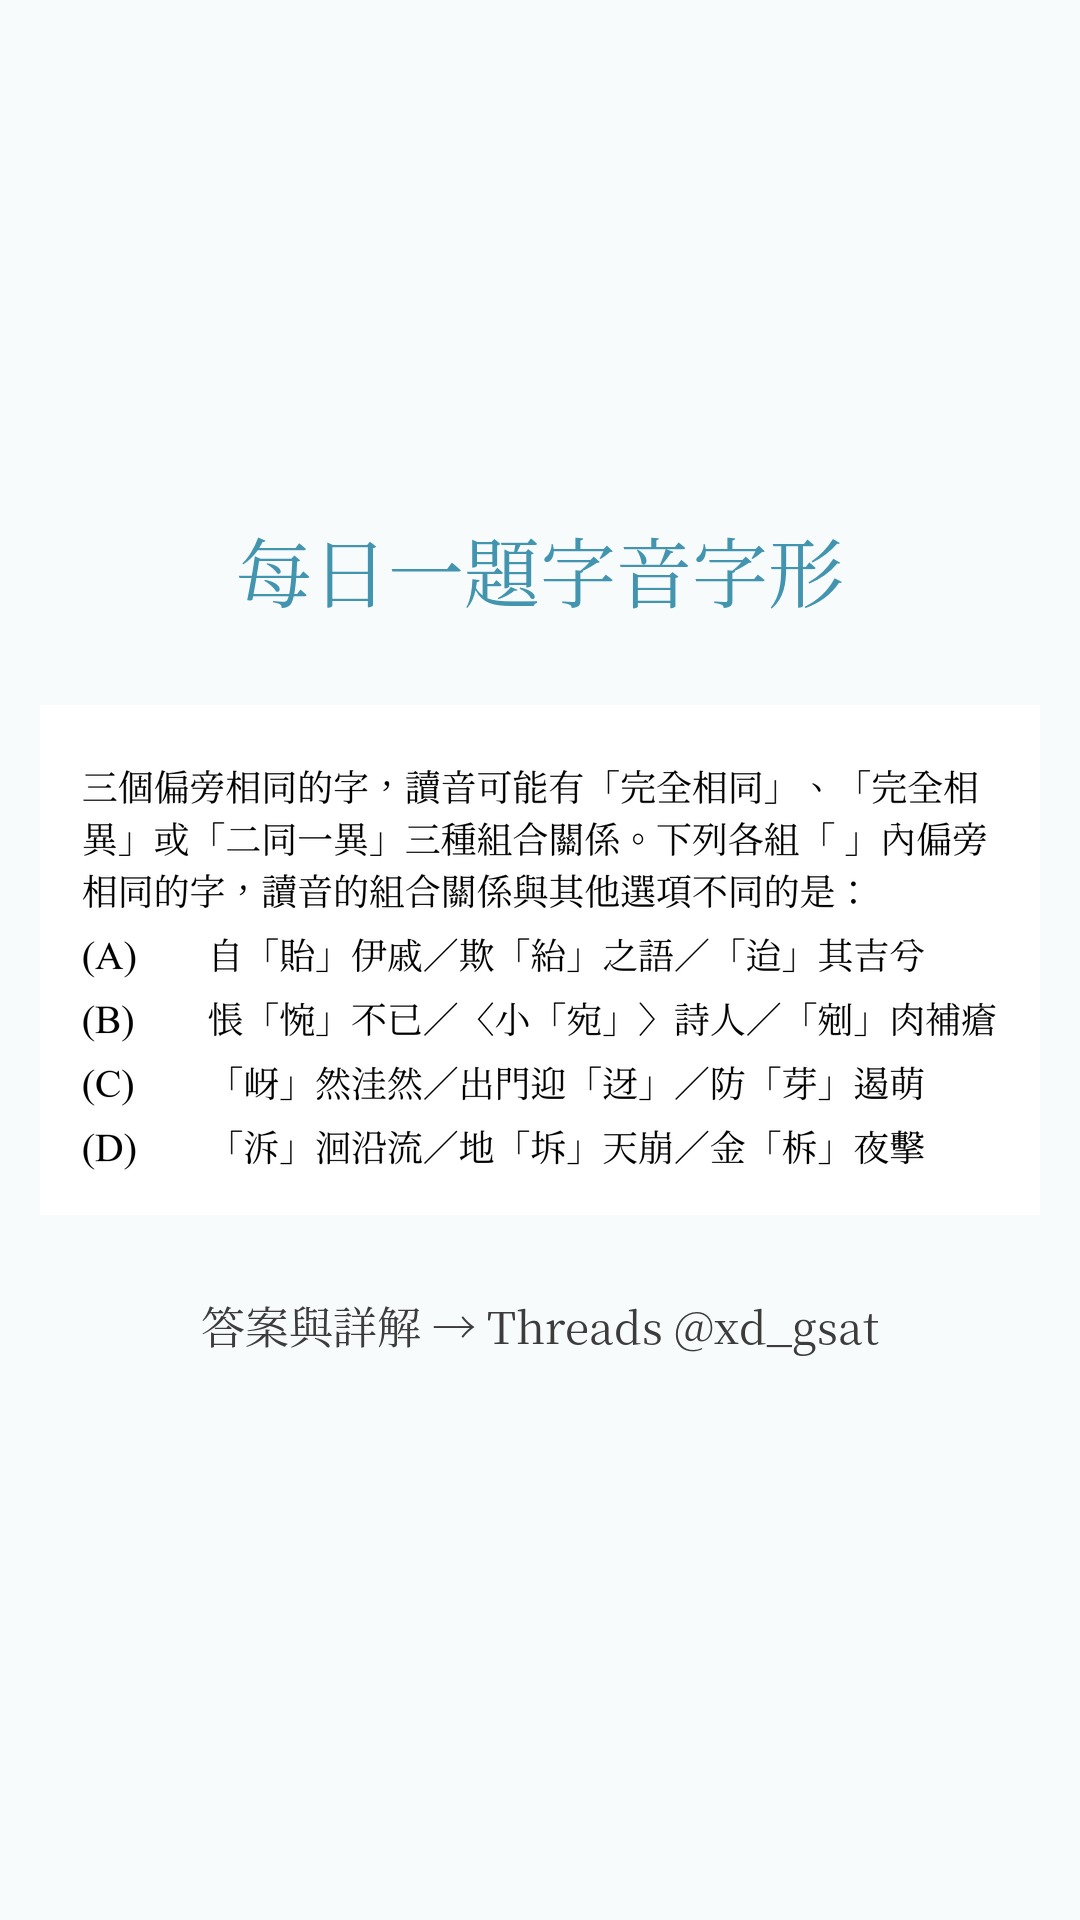 每日一題字音字形
三個偏旁相同的字，讀音可能有「完全相同」、「完全相
異」或「二同一異」三種組合關係。下列各組「 」內偏旁
相同的字，讀音的組合關係與其他選項不同的是：
(A) 自「貽」伊戚／欺「紿」之語／「迨」其吉兮
(B) 悵「惋」不已／〈小「宛」〉詩人／「剜」肉補瘡
(C) 「岈」然洼然／出門迎「迓」／防「芽」遏萌
(D) 「泝」洄沿流／地「坼」天崩／金「柝」夜擊
答案與詳解 → Threads @xd_gsat